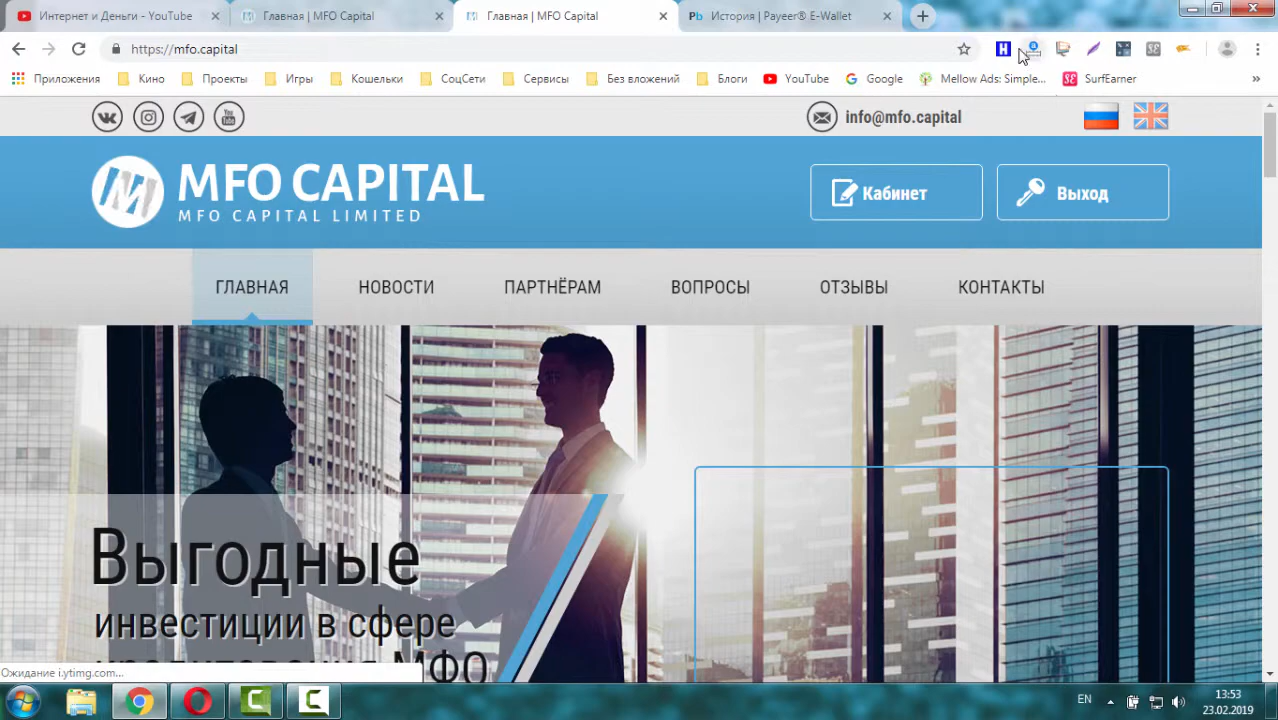 Интернет и Деньги - YouTube
Главная | MFO Capital
Главная | MFO Capital
Pb История | Payeer® E-Wallet
https://mfo.capital
Приложения Кино Проекты Игры Кошельки СоцСети Сервисы Без вложений Блоги YouTube Google Mellow Ads: Simple... SurfEarner
info@mfo.capital
MFO CAPITAL
MFO CAPITAL LIMITED
Кабинет
Выход
ГЛАВНАЯ НОВОСТИ ПАРТНЁРАМ ВОПРОСЫ ОТЗЫВЫ КОНТАКТЫ
Выгодные
инвестиции в сфере
кредитования МФО
Ожидание i.ytimg.com...
EN
13:53
23.02.2019